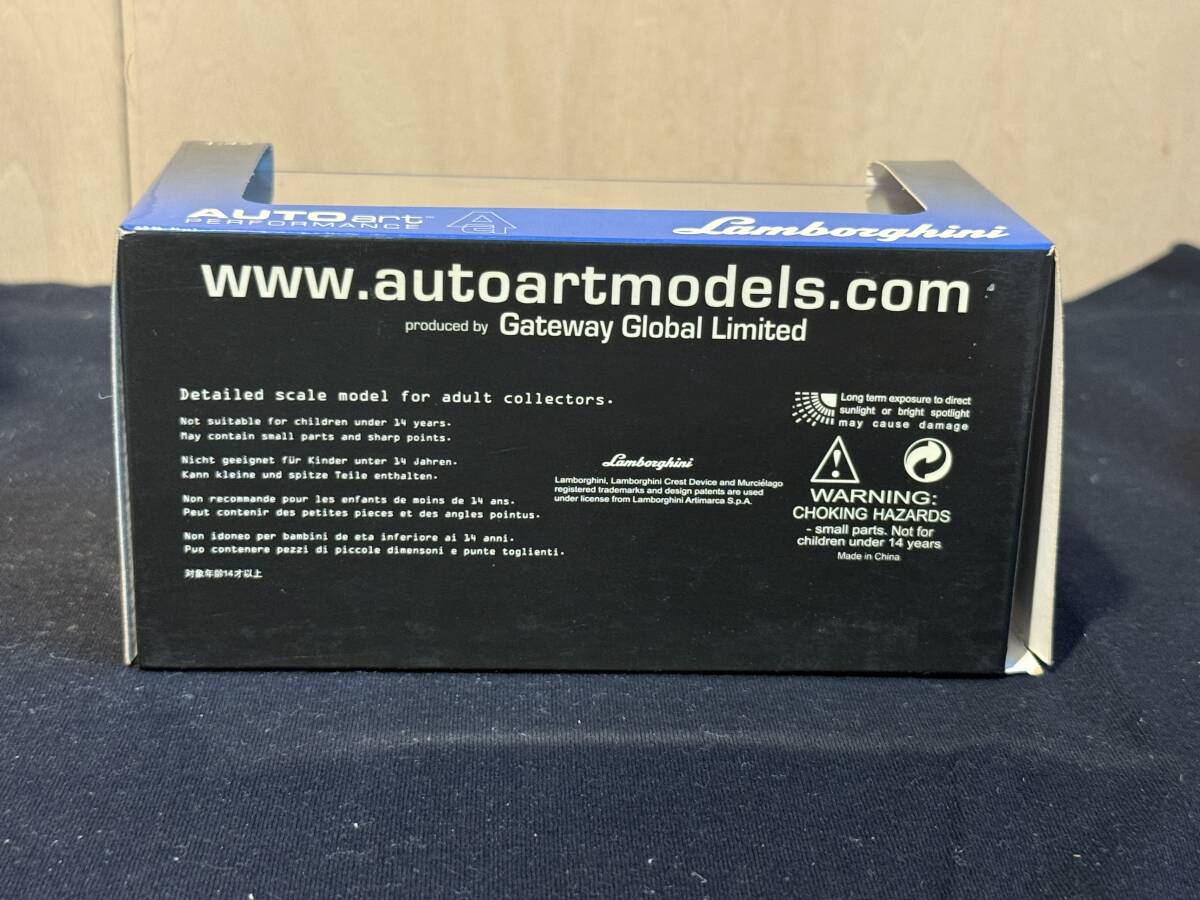 AUTOart™
PERFORMANCE
Lamborghini
www.autoartmodels.com
produced by Gateway Global Limited
Detailed scale model for adult collectors.
Not suitable for children under 14 years.
May contain small parts and sharp points.
Nicht geeignet für Kinder unter 14 Jahren.
Kann kleine und spitze Teile enthalten.
Non recommande pour les enfants de moins de 14 ans.
Peut contenir des petites pieces et des angles pointus.
Non idoneo per bambini de eta inferiore ai 14 anni.
Puo contenere pezzi di piccole dimensoni e punte toglienti.
対象年齢14才以上
Lamborghini
Lamborghini, Lamborghini Crest Device and Murciélago
registered trademarks and design patents are used
under license from Lamborghini Artimarca S.p.A.
Long term exposure to direct
sunlight or bright spotlight
may cause damage
WARNING:
CHOKING HAZARDS
- small parts. Not for
children under 14 years
Made in China